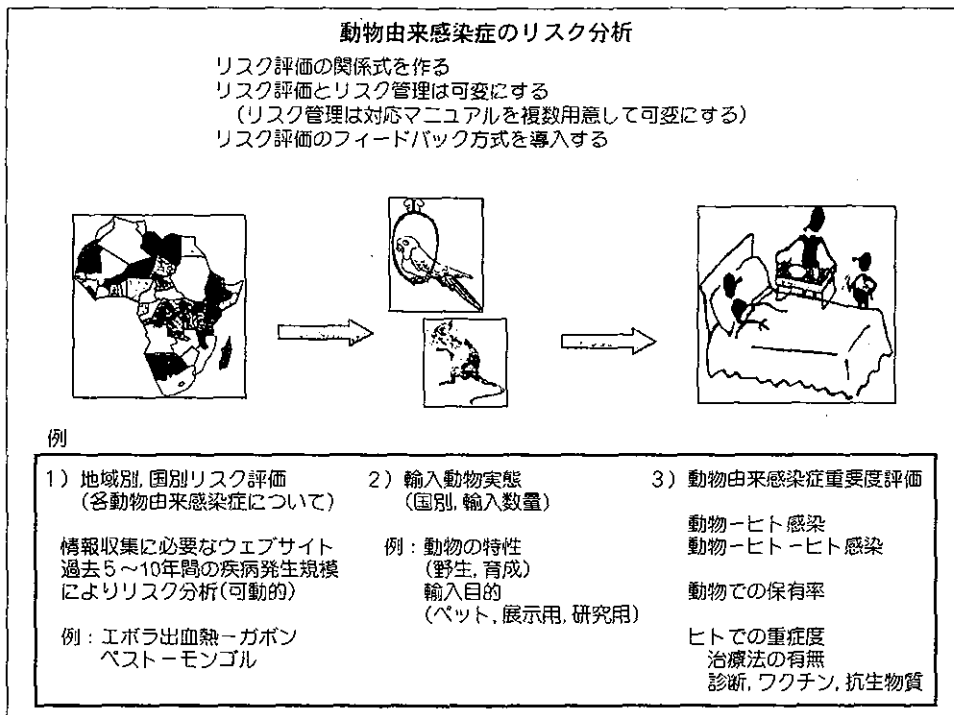 動物由来感染症のリスク分析
リスク評価の関係式を作る
リスク評価とリスク管理は可変にする
(リスク管理は対応マニュアルを複数用意して可変にする)
リスク評価のフィードバック方式を導入する
例
1) 地域別, 国別リスク評価
(各動物由来感染症について)
情報収集に必要なウェブサイト
過去5～10年間の疾病発生規模
によりリスク分析(可動的)
例：エボラ出血熱ーガボン
ペストーモンゴル
2) 輸入動物実態
(国別, 輸入数量)
例：動物の特性
(野生, 育成)
輸入目的
(ペット, 展示用, 研究用)
3) 動物由来感染症重要度評価
動物ーヒト感染
動物ーヒトーヒト感染
動物での保有率
ヒトでの重症度
治療法の有無
診断, ワクチン, 抗生物質